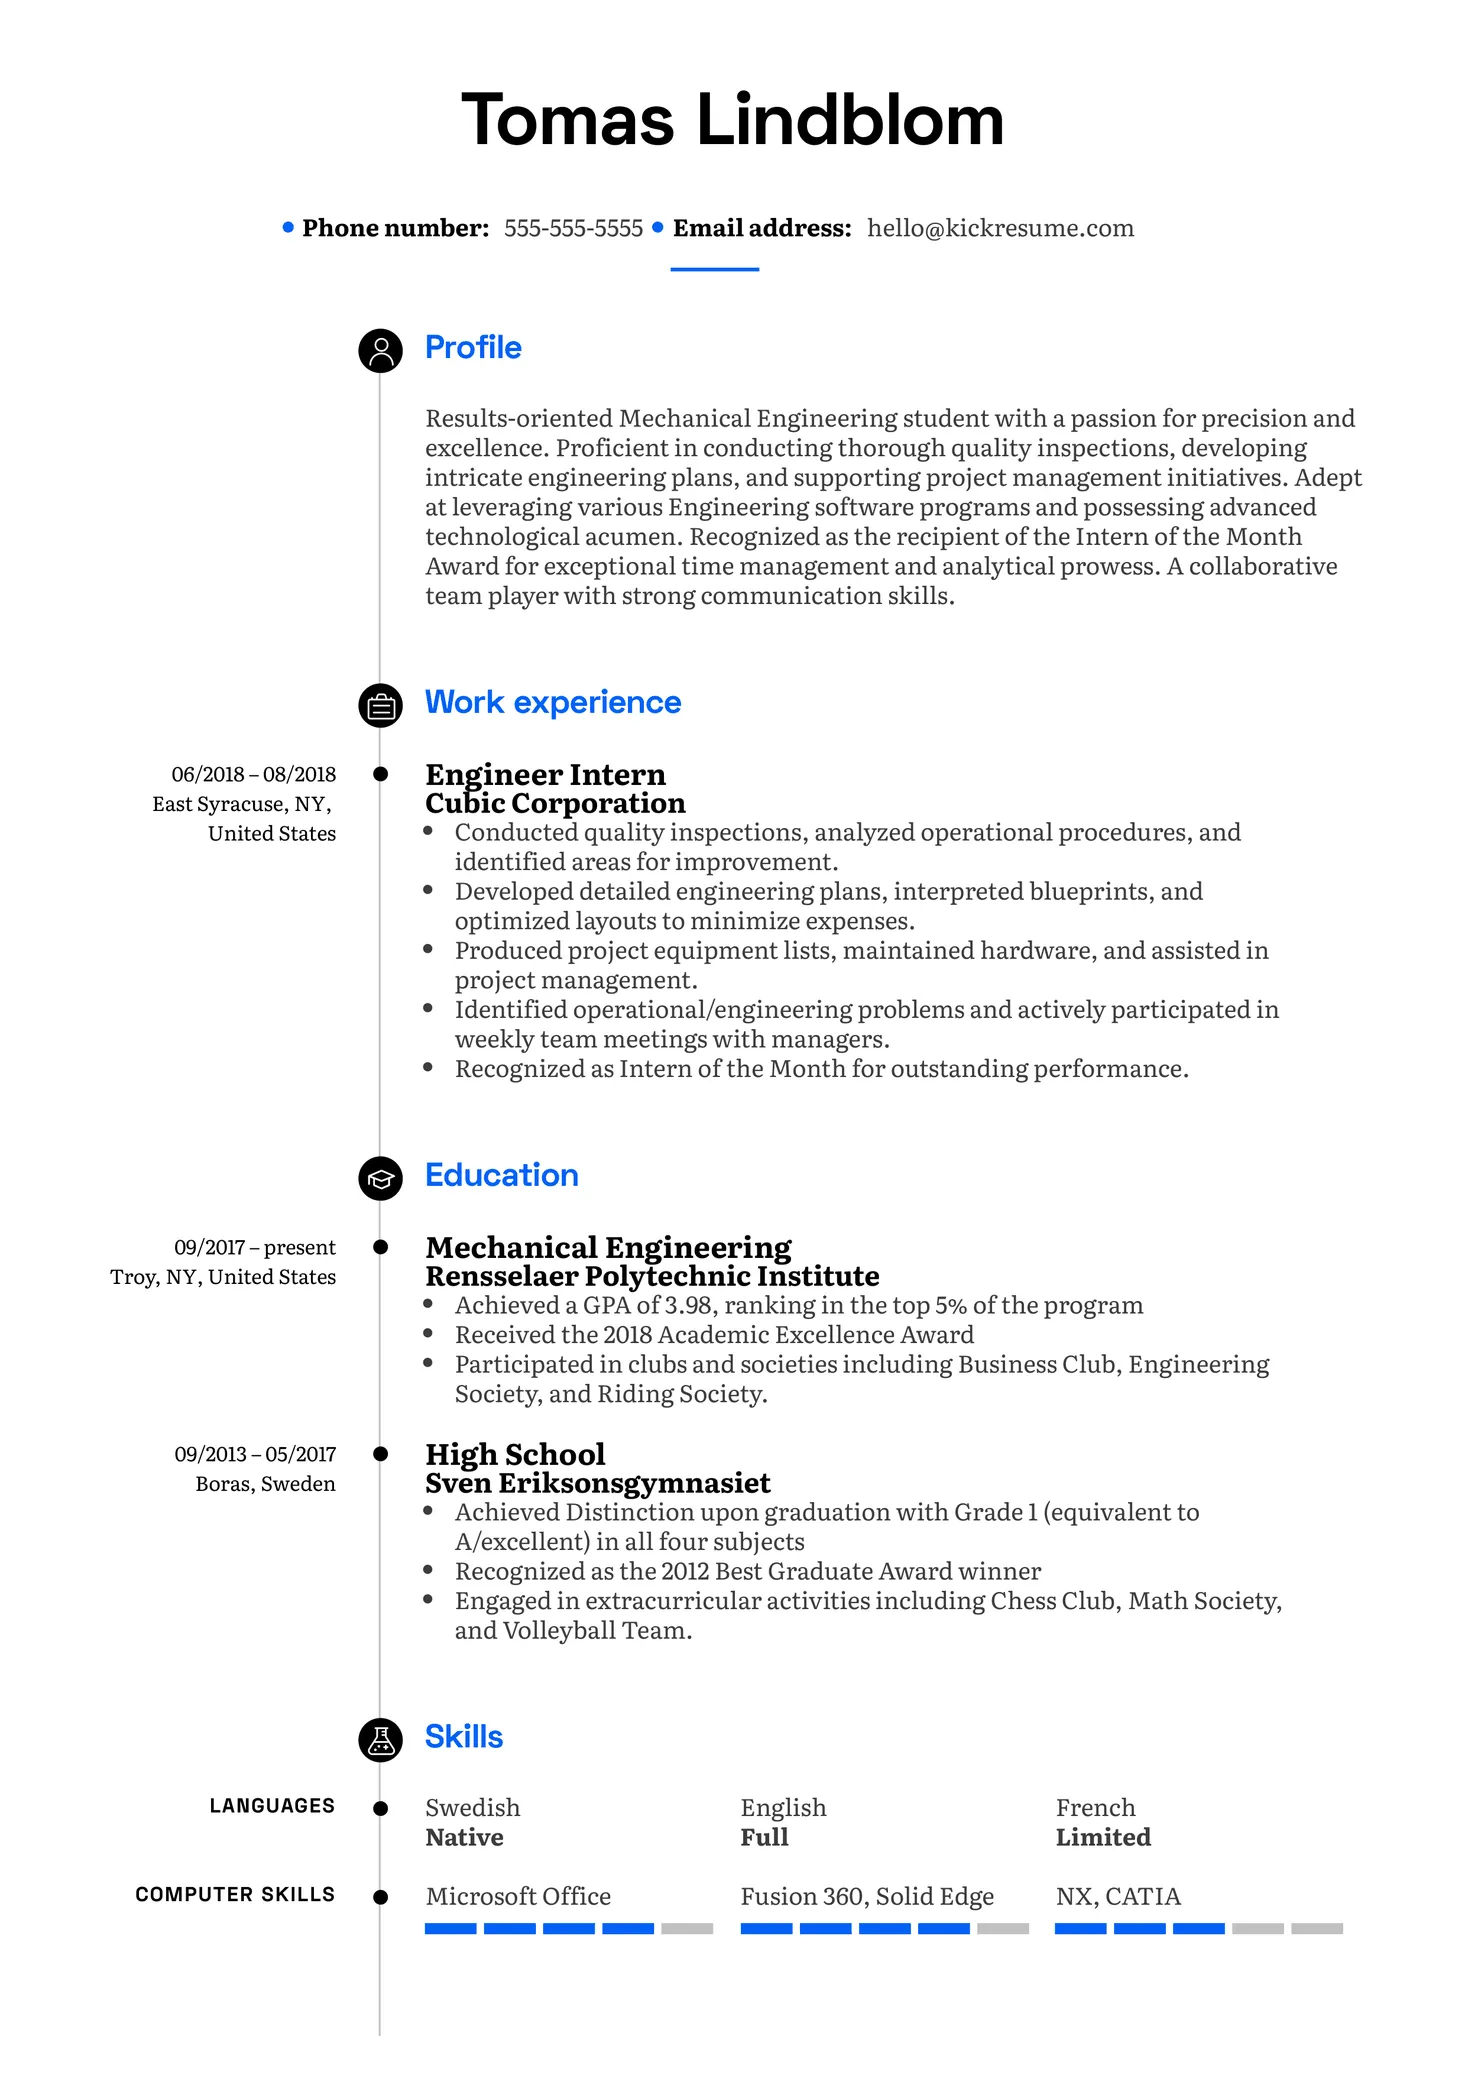 Tomas Lindblom
Phone number: 555-555-5555 Email address: hello@kickresume.com
Profile
Results-oriented Mechanical Engineering student with a passion for precision and
excellence. Proficient in conducting thorough quality inspections, developing
intricate engineering plans, and supporting project management initiatives. Adept
at leveraging various Engineering software programs and possessing advanced
technological acumen. Recognized as the recipient of the Intern of the Month
Award for exceptional time management and analytical prowess. A collaborative
team player with strong communication skills.
Work experience
06/2018 – 08/2018
East Syracuse, NY,
United States
Engineer Intern
Cubic Corporation
• Conducted quality inspections, analyzed operational procedures, and
identified areas for improvement.
• Developed detailed engineering plans, interpreted blueprints, and
optimized layouts to minimize expenses.
• Produced project equipment lists, maintained hardware, and assisted in
project management.
• Identified operational/engineering problems and actively participated in
weekly team meetings with managers.
• Recognized as Intern of the Month for outstanding performance.
Education
09/2017 – present
Troy, NY, United States
Mechanical Engineering
Rensselaer Polytechnic Institute
• Achieved a GPA of 3.98, ranking in the top 5% of the program
• Received the 2018 Academic Excellence Award
• Participated in clubs and societies including Business Club, Engineering
Society, and Riding Society.
09/2013 – 05/2017
Boras, Sweden
High School
Sven Eriksonsgymnasiet
• Achieved Distinction upon graduation with Grade 1 (equivalent to
A/excellent) in all four subjects
• Recognized as the 2012 Best Graduate Award winner
• Engaged in extracurricular activities including Chess Club, Math Society,
and Volleyball Team.
Skills
LANGUAGES
Swedish
Native
English
Full
French
Limited
COMPUTER SKILLS
Microsoft Office
Fusion 360, Solid Edge
NX, CATIA